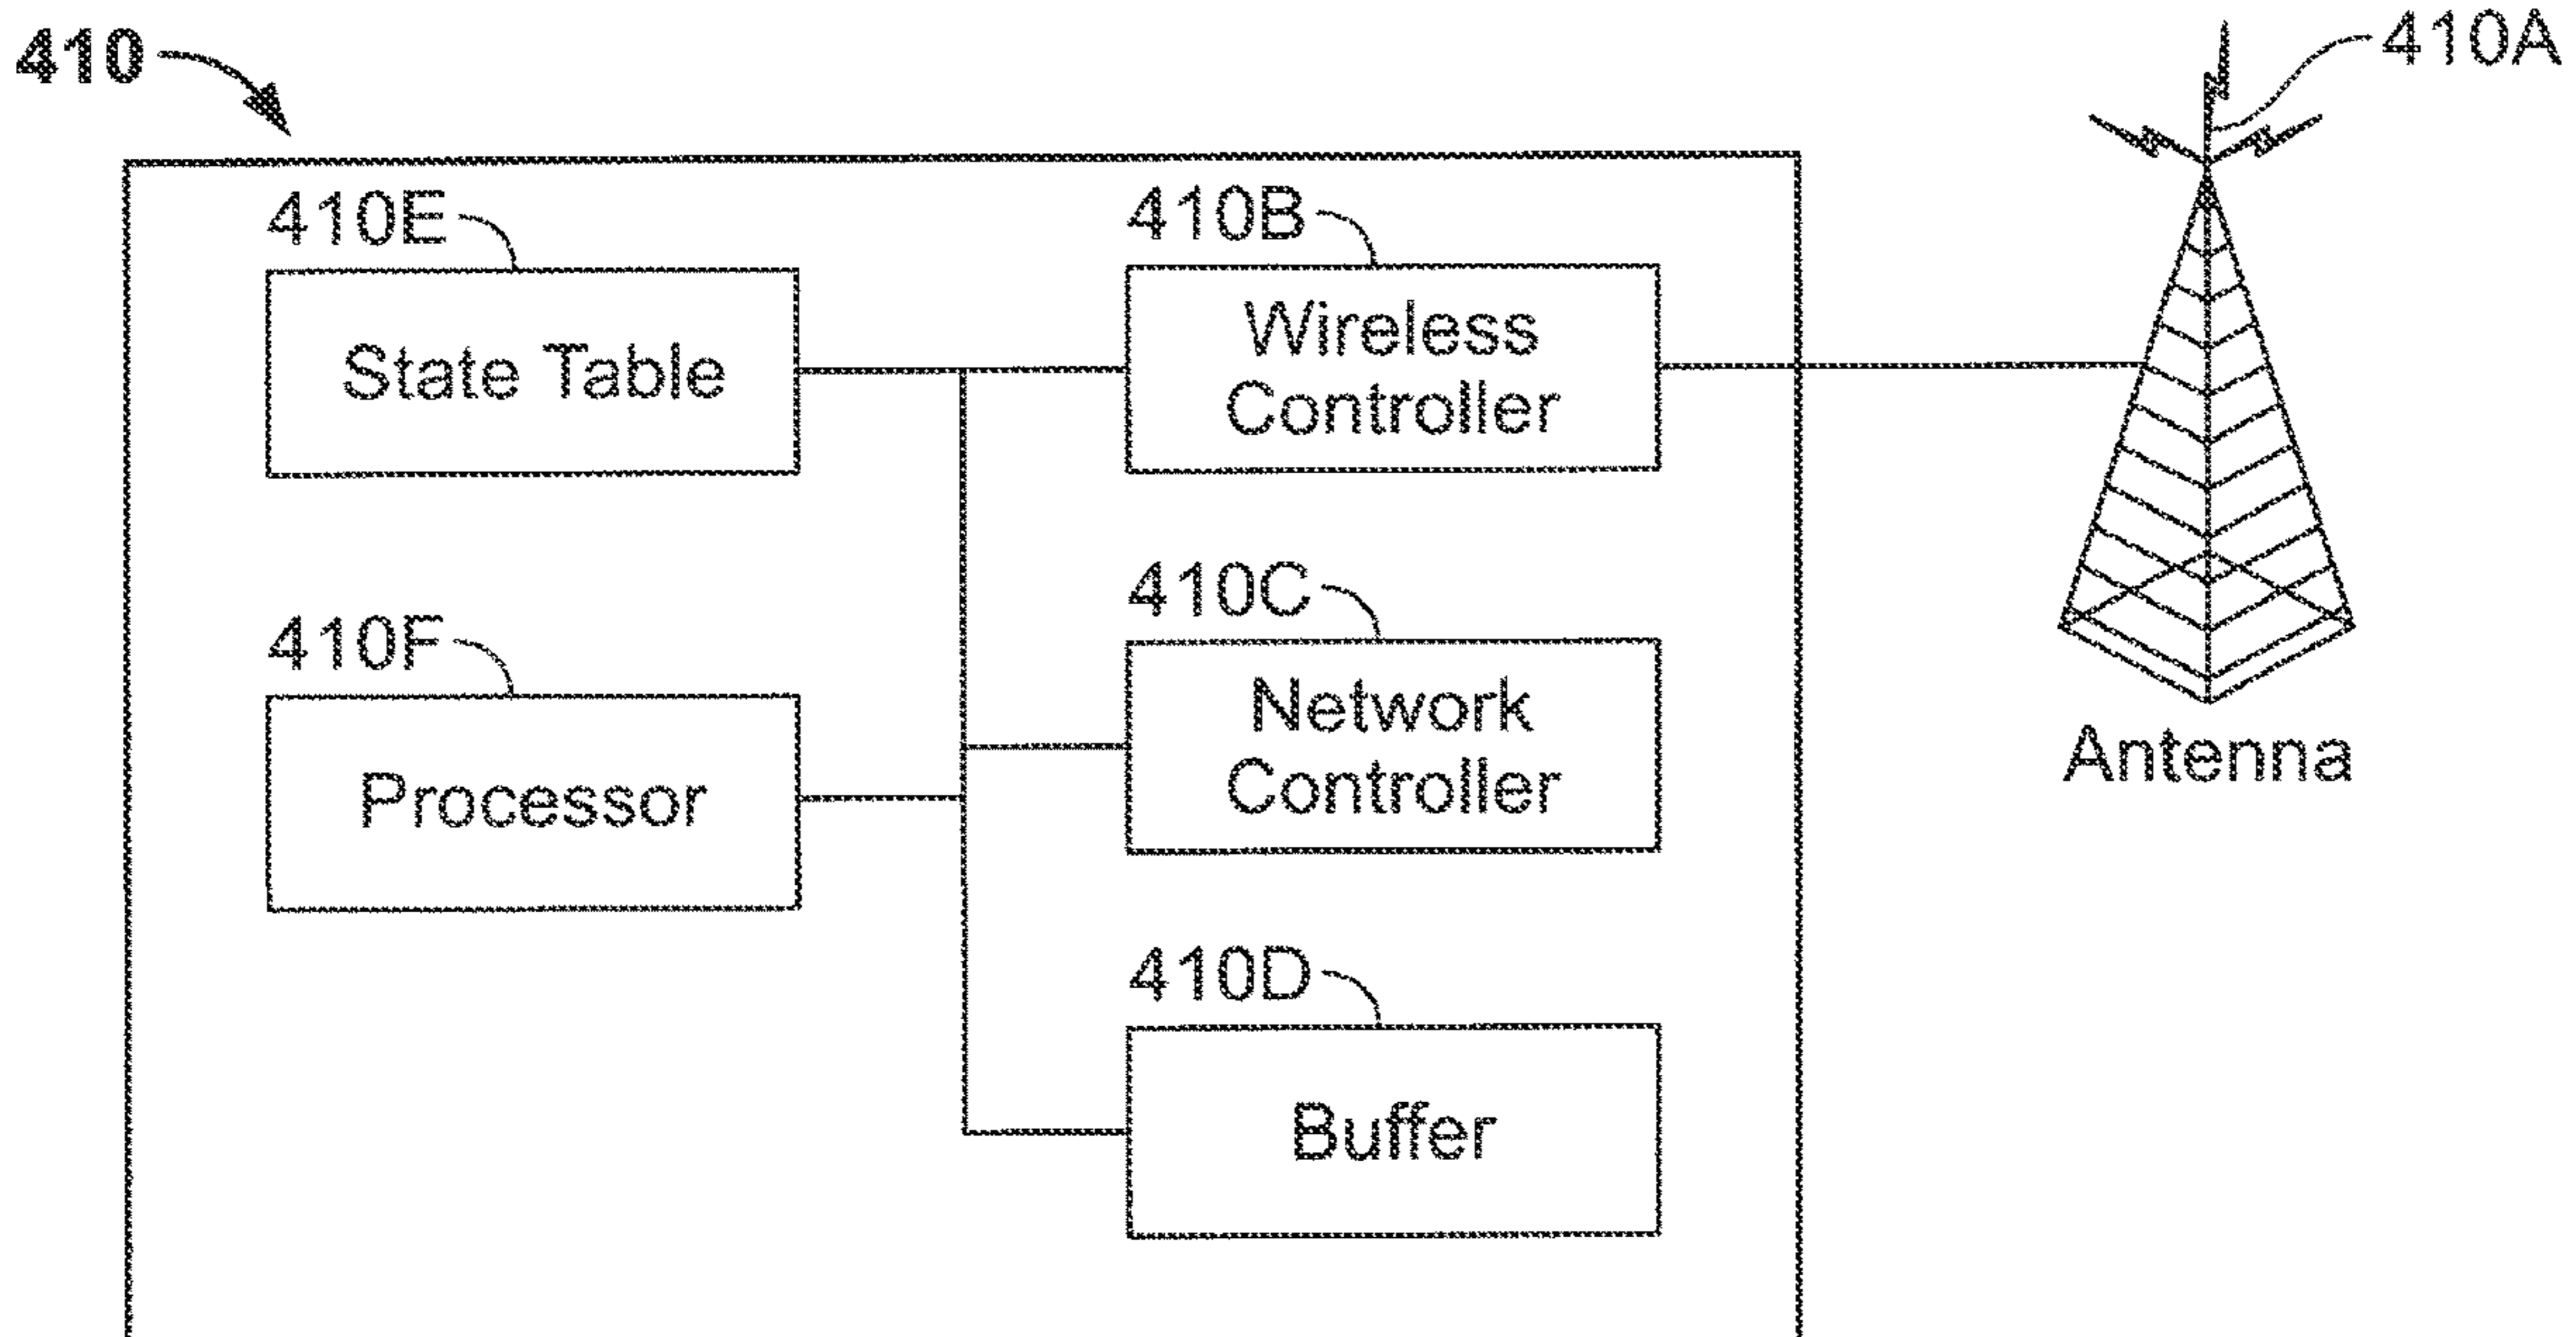 410
410A
410E
State Table
410B
Wireless
Controller
410F
Processor
410C
Network
Controller
Antenna
410D
Buffer